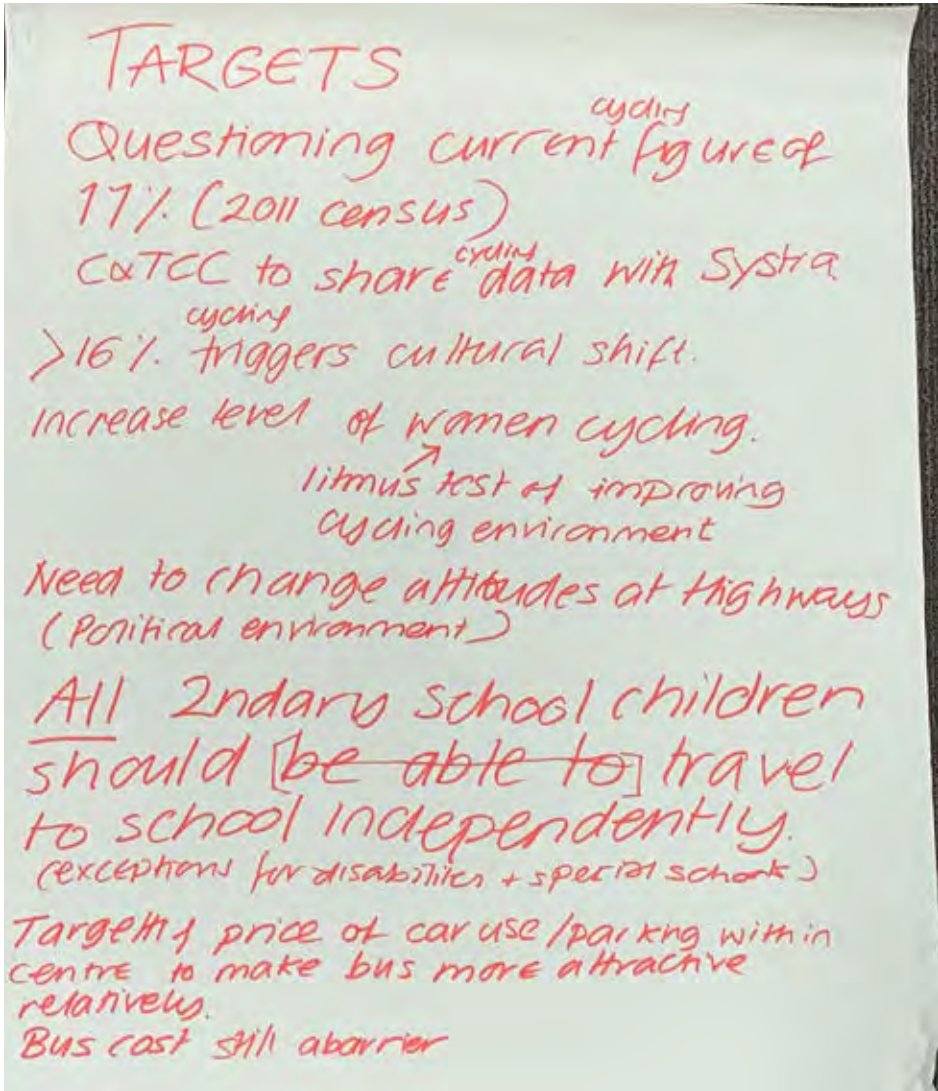 TARGETS
Questioning current cycling figure of
17% (2011 census)
CoTCC to share cycling data with Systra.
>16% cycling triggers cultural shift.
increase level of women cycling.
litmus test of improving
cycling environment
Need to change attitudes at Highways
(Political environment)
All 2ndary school children
should [be able to] travel
to school independently.
(exceptions for disabilities + special schools)
Targetting price of car use/parking within
centre to make bus more attractive
relatively.
Bus cost still a barrier